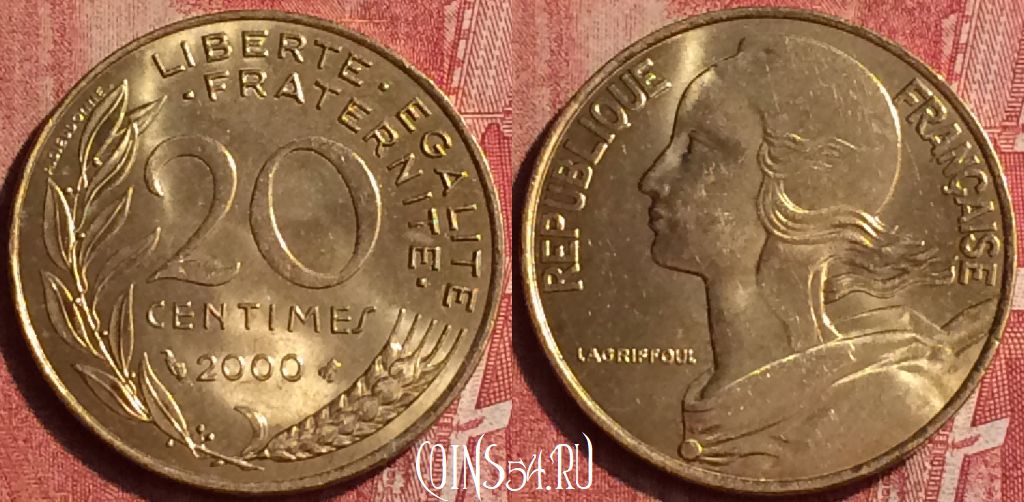 LIBERTE · EGALITE
· FRATERNITE ·
20
CENTIMES
2000
REPUBLIQUE FRANÇAISE
LAGRIFFOUL
COINS54.RU